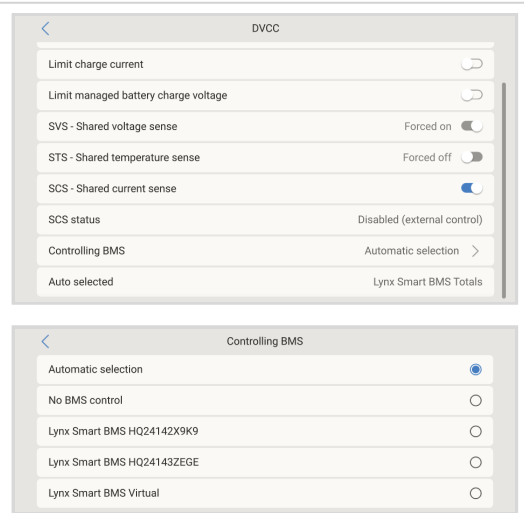 DVCC
Limit charge current
Limit managed battery charge voltage
SVS - Shared voltage sense Forced on
STS - Shared temperature sense Forced off
SCS - Shared current sense
SCS status Disabled (external control)
Controlling BMS Automatic selection
Auto selected Lynx Smart BMS Totals
Controlling BMS
Automatic selection
No BMS control
Lynx Smart BMS HQ24142X9K9
Lynx Smart BMS HQ24143ZEGE
Lynx Smart BMS Virtual